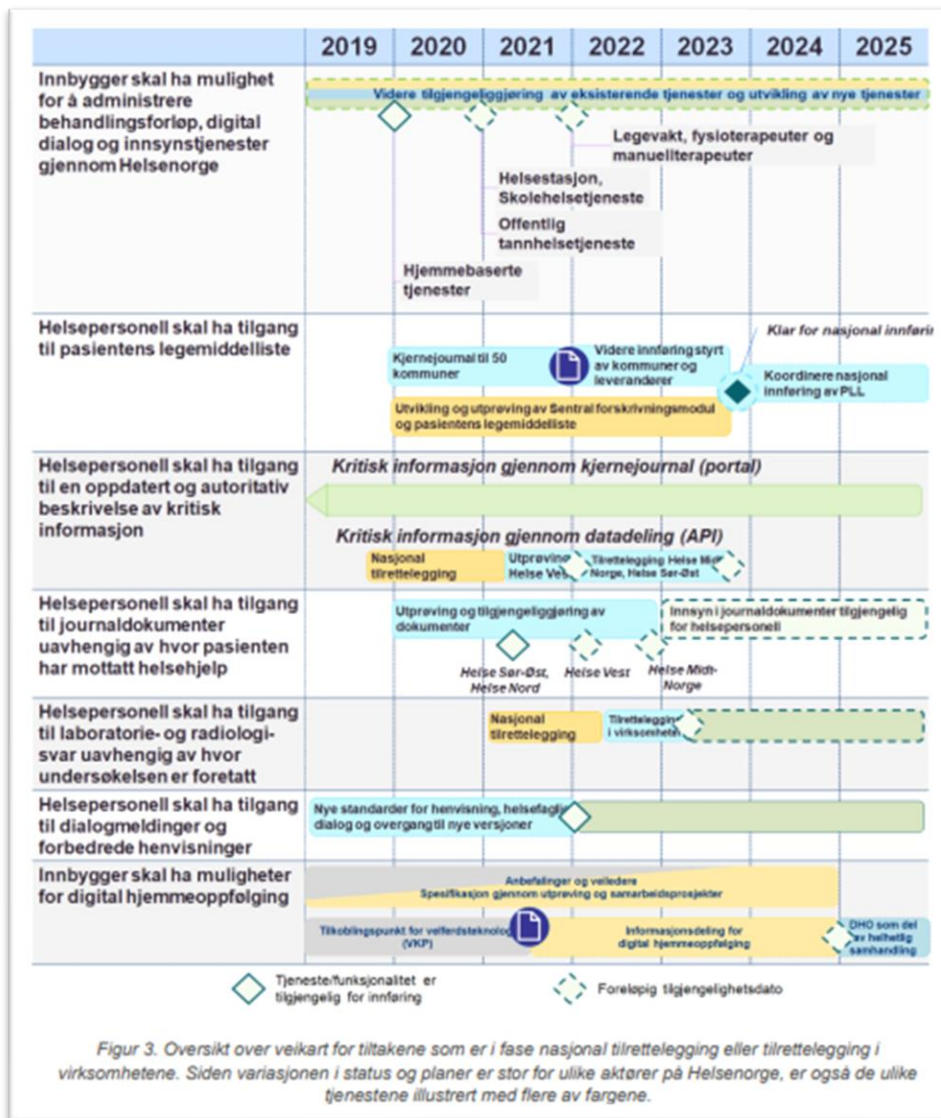 2019 2020 2021 2022 2023 2024 2025
Innbygger skal ha mulighet
for å administrere
behandlingsforløp, digital
dialog og innsynstjenester
gjennom Helsenorge
Videre tilgjengeliggjøring av eksisterende tjenester og utvikling av nye tjenester
Legevakt, fysioterapeuter og
manuellterapeuter
Helsestasjon,
Skolehelsetjeneste
Offentlig
tannhelsetjeneste
Hjemmebaserte
tjenester
Helsepersonell skal ha tilgang
til pasientens legemiddelliste
Klar for nasjonal innførin
Kjernejournal til 50
kommuner
Videre innføring styrt
av kommuner og
leverandører
Koordinere nasjonal
innføring av PLL
Utvikling og utprøving av Sentral forskrivningsmodul
og pasientens legemiddelliste
Helsepersonell skal ha tilgang
til en oppdatert og autoritativ
beskrivelse av kritisk
informasjon
Kritisk informasjon gjennom kjernejournal (portal)
Kritisk informasjon gjennom datadeling (API)
Nasjonal
tilrettelegging
Utprøving
Helse Vest
Tilrettelegging Helse Midt
Norge, Helse Sør-Øst
Helsepersonell skal ha tilgang
til journaldokumenter
uavhengig av hvor pasienten
har mottatt helsehjelp
Utprøving og tilgjengeliggjøring av
dokumenter
Innsyn i journaldokumenter tilgjengelig
for helsepersonell
Helse Sør-Øst,
Helse Nord
Helse Vest
Helse Midt-
Norge
Helsepersonell skal ha tilgang
til laboratorie- og radiologi-
svar uavhengig av hvor
undersøkelsen er foretatt
Nasjonal
tilrettelegging
Tilrettelegging
i virksomheten
Helsepersonell skal ha tilgang
til dialogmeldinger og
forbedrede henvisninger
Nye standarder for henvisning, helsefaglig
dialog og overgang til nye versjoner
Innbygger skal ha muligheter
for digital hjemmeoppfølging
Anbefalinger og veiledere
Spesifikasjon gjennom utprøving og samarbeidsprosjekter
Tilkoblingspunkt for velferdsteknolo
(VKP)
Informasjonsdeling for
digital hjemmeoppfølging
DHO som del
av helhetlig
samhandling
Tjeneste/funksjonalitet er
tilgjengelig for innføring
Foreløpig tilgjengelighetsdato
Figur 3. Oversikt over veikart for tiltakene som er i fase nasjonal tilrettelegging eller tilrettelegging i
virksomhetene. Siden variasjonen i status og planer er stor for ulike aktører på Helsenorge, er også de ulike
tjenestene illustrert med flere av fargene.